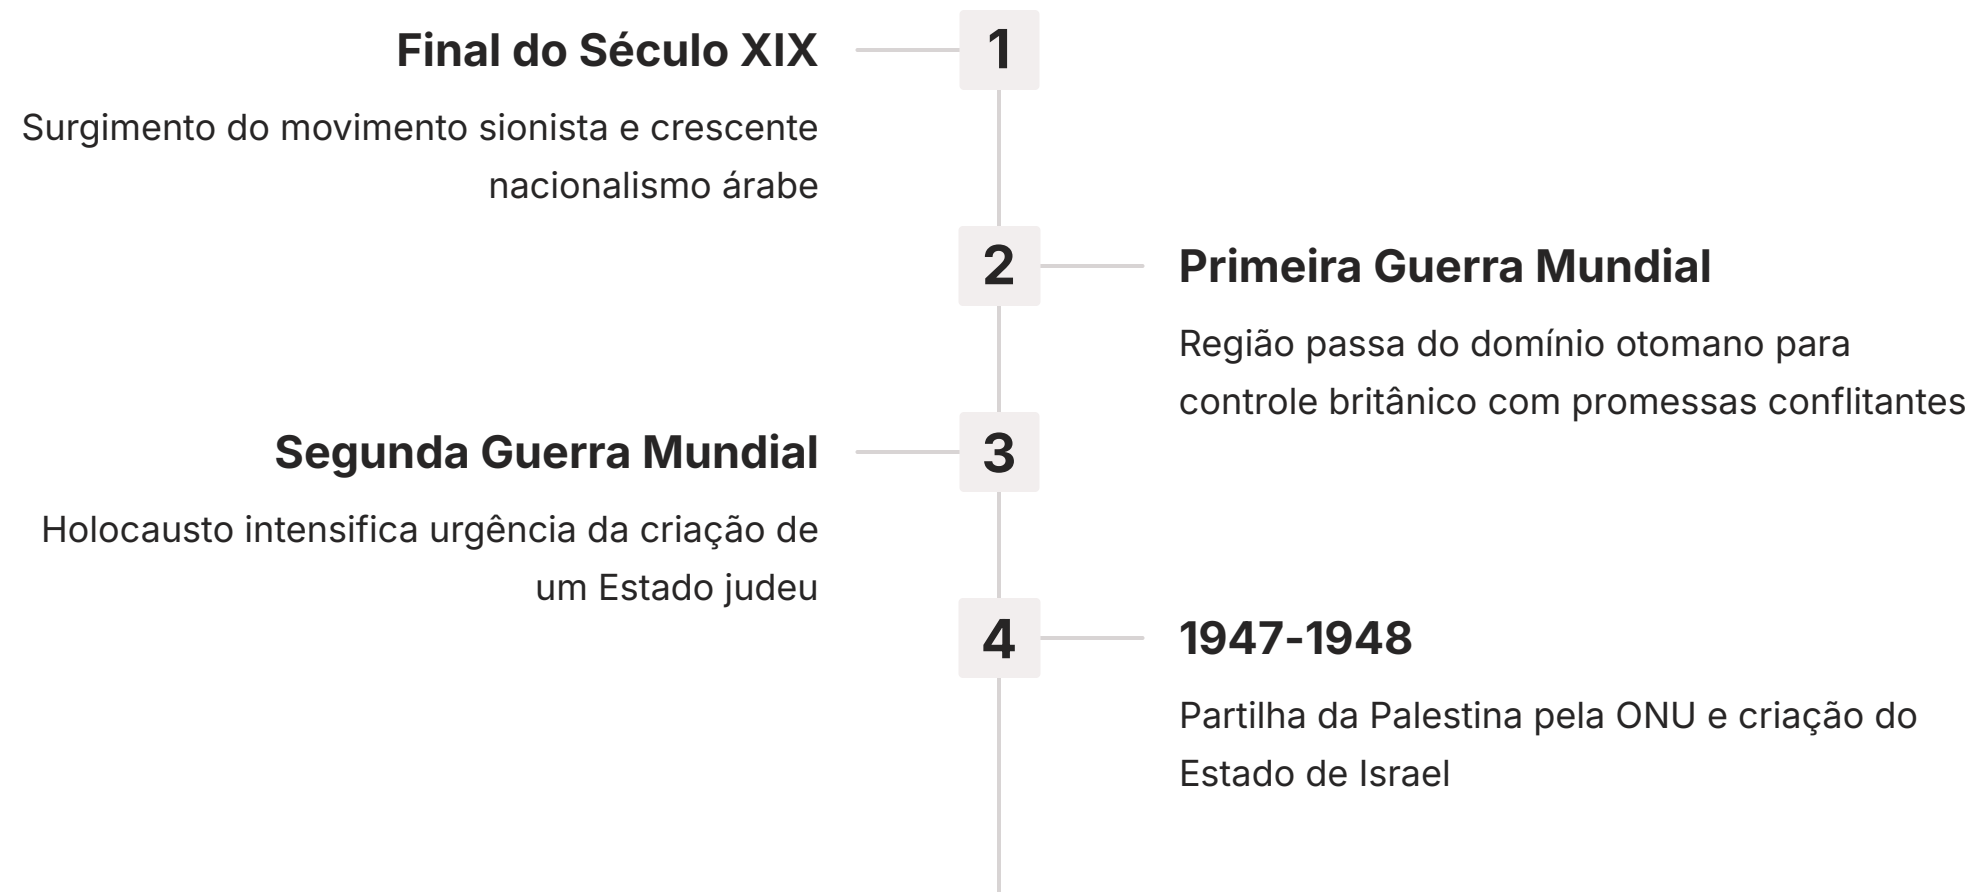 1
Final do Século XIX
Surgimento do movimento sionista e crescente
nacionalismo árabe
2
Primeira Guerra Mundial
Região passa do domínio otomano para
controle britânico com promessas conflitantes
3
Segunda Guerra Mundial
Holocausto intensifica urgência da criação de
um Estado judeu
4
1947-1948
Partilha da Palestina pela ONU e criação do
Estado de Israel